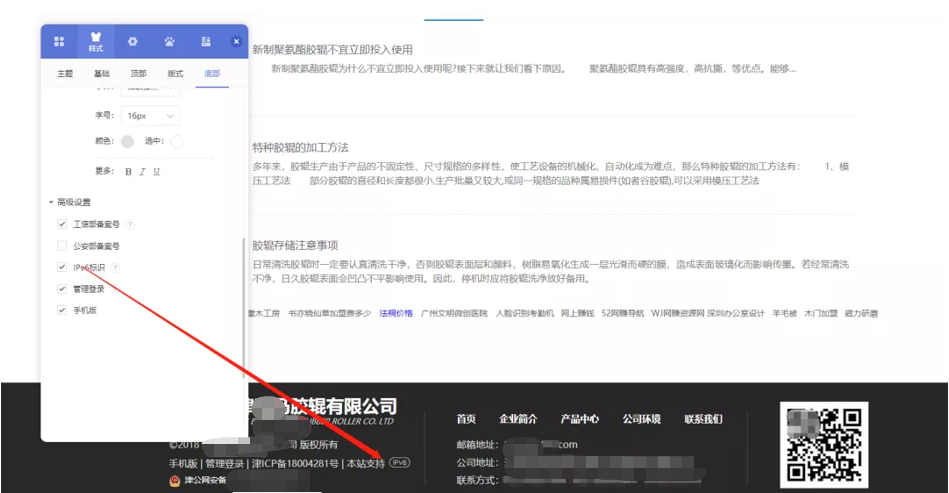 样式
主题 基础 顶部 版式 底部
字号: 16px
颜色: 选中:
更多: B I U
高级设置
工信部备案号 ?
公安部备案号
IPv6标识 ?
管理登录
手机版
新制聚氨酯胶辊不宜立即投入使用
新制聚氨酯胶辊为什么不宜立即投入使用呢?接下来就让我们看下原因。 聚氨酯胶辊具有高强度，高抗撕，等优点。能够...
特种胶辊的加工方法
多年来，胶辊生产由于产品的不固定性、尺寸规格的多样性，使工艺设备的机械化、自动化成为难点，那么特种胶辊的加工方法有： 1、模
压工艺法 部分胶辊的直径和长度都很小,生产批量又较大,或同一规格的品种属易损件(如者谷胶辊),可以采用模压工艺法
胶辊存储注意事项
日常清洗胶辊时一定要认真清洗干净，否则胶辊表面层和颜料、树脂易氧化生成一层光滑而硬的膜，造成表面玻璃化而影响传墨。若经常清洗
不净，日久胶辊表面会凹凸不平影响使用。因此，停机时应将胶辊洗净放好备用。
木工房 书亦烧仙草加盟费多少 法稠价格 广州文明微创医院 人脸识别考勤机 网上赚钱 52网赚导航 WJ网赚资源网 深圳办公室设计 羊毛被 木门加盟 磁力研磨
胶辊有限公司
ROLLER CO. LTD
©2018 司 版权所有
手机版 | 管理登录 | 津ICP备18004281号 | 本站支持 IPv6
津公网安备
首页 企业简介 产品中心 公司环境 联系我们
邮箱地址: com
公司地址:
联系方式: